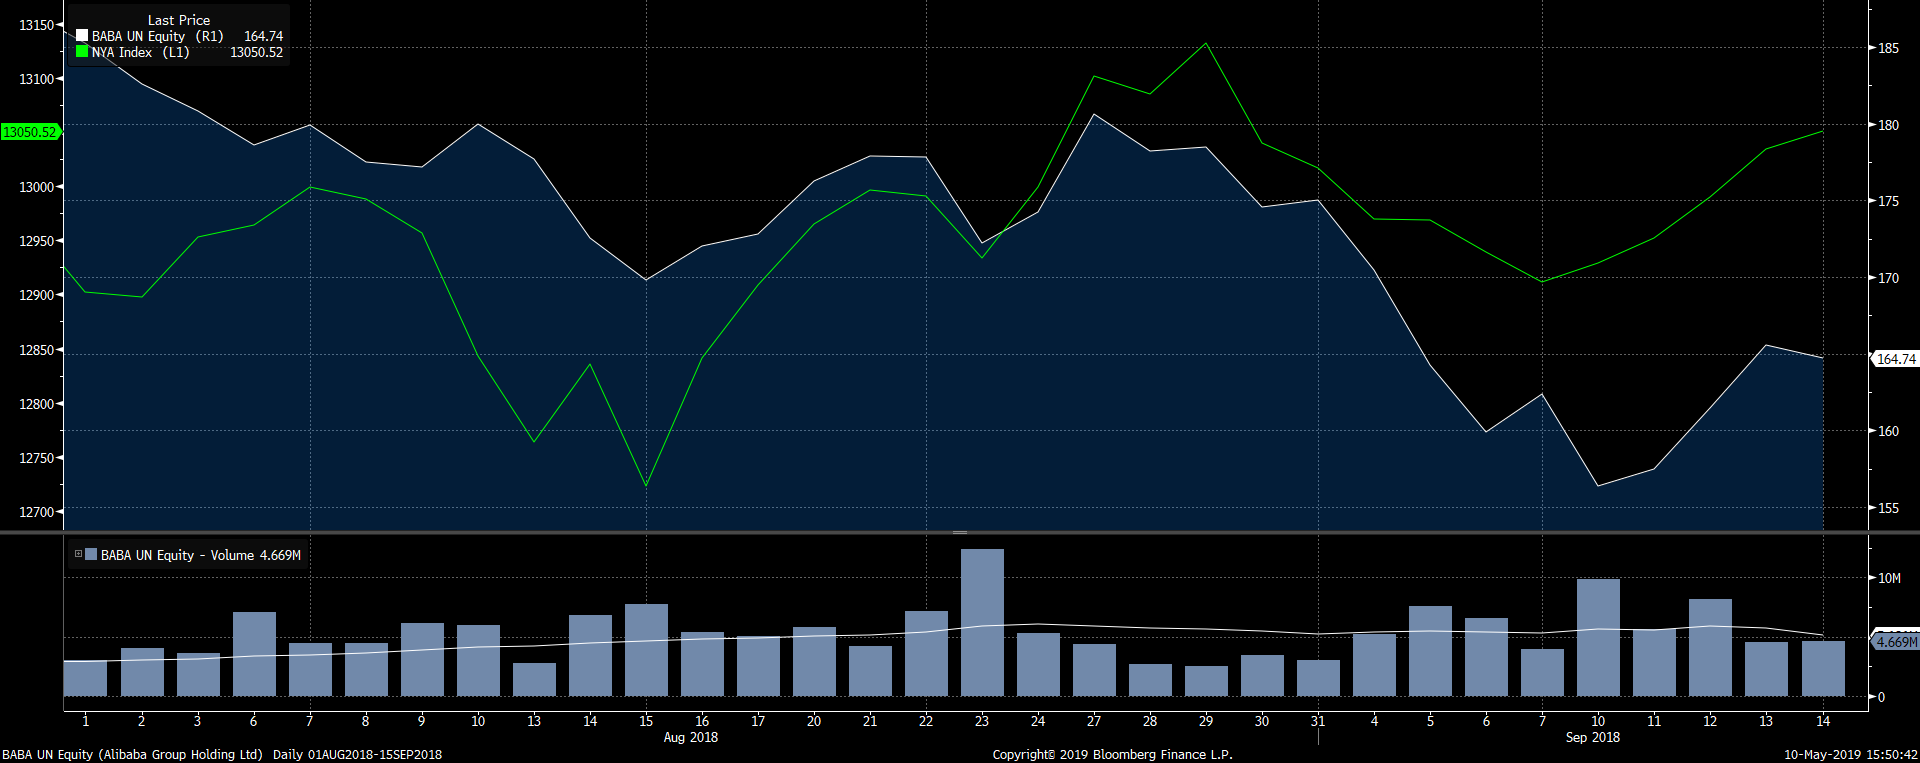 Last Price
BABA UN Equity (R1) 164.74
NYA Index (L1) 13050.52
13150
13100
13050.52
13000
12950
12900
12850
12800
12750
12700
185
180
175
170
164.74
160
155
BABA UN Equity - Volume 4.669M
10M
4.669M
0
1 2 3 6 7 8 9 10 13 14 15 16 17 20 21 22 23 24 27 28 29 30 31 4 5 6 7 10 11 12 13 14
Aug 2018 Sep 2018
BABA UN Equity (Alibaba Group Holding Ltd) Daily 01AUG2018-15SEP2018 Copyright© 2019 Bloomberg Finance L.P. 10-May-2019 15:50:42